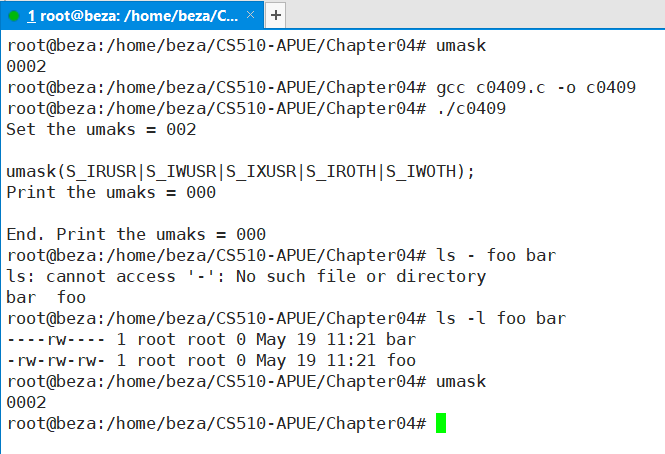 1 root@beza: /home/beza/C... × +
root@beza:/home/beza/CS510-APUE/Chapter04# umask
0002
root@beza:/home/beza/CS510-APUE/Chapter04# gcc c0409.c -o c0409
root@beza:/home/beza/CS510-APUE/Chapter04# ./c0409
Set the umaks = 002

umask(S_IRUSR|S_IWUSR|S_IXUSR|S_IROTH|S_IWOTH);
Print the umaks = 000

End. Print the umaks = 000
root@beza:/home/beza/CS510-APUE/Chapter04# ls - foo bar
ls: cannot access '-': No such file or directory
bar  foo
root@beza:/home/beza/CS510-APUE/Chapter04# ls -l foo bar
----rw---- 1 root root 0 May 19 11:21 bar
-rw-rw-rw- 1 root root 0 May 19 11:21 foo
root@beza:/home/beza/CS510-APUE/Chapter04# umask
0002
root@beza:/home/beza/CS510-APUE/Chapter04#